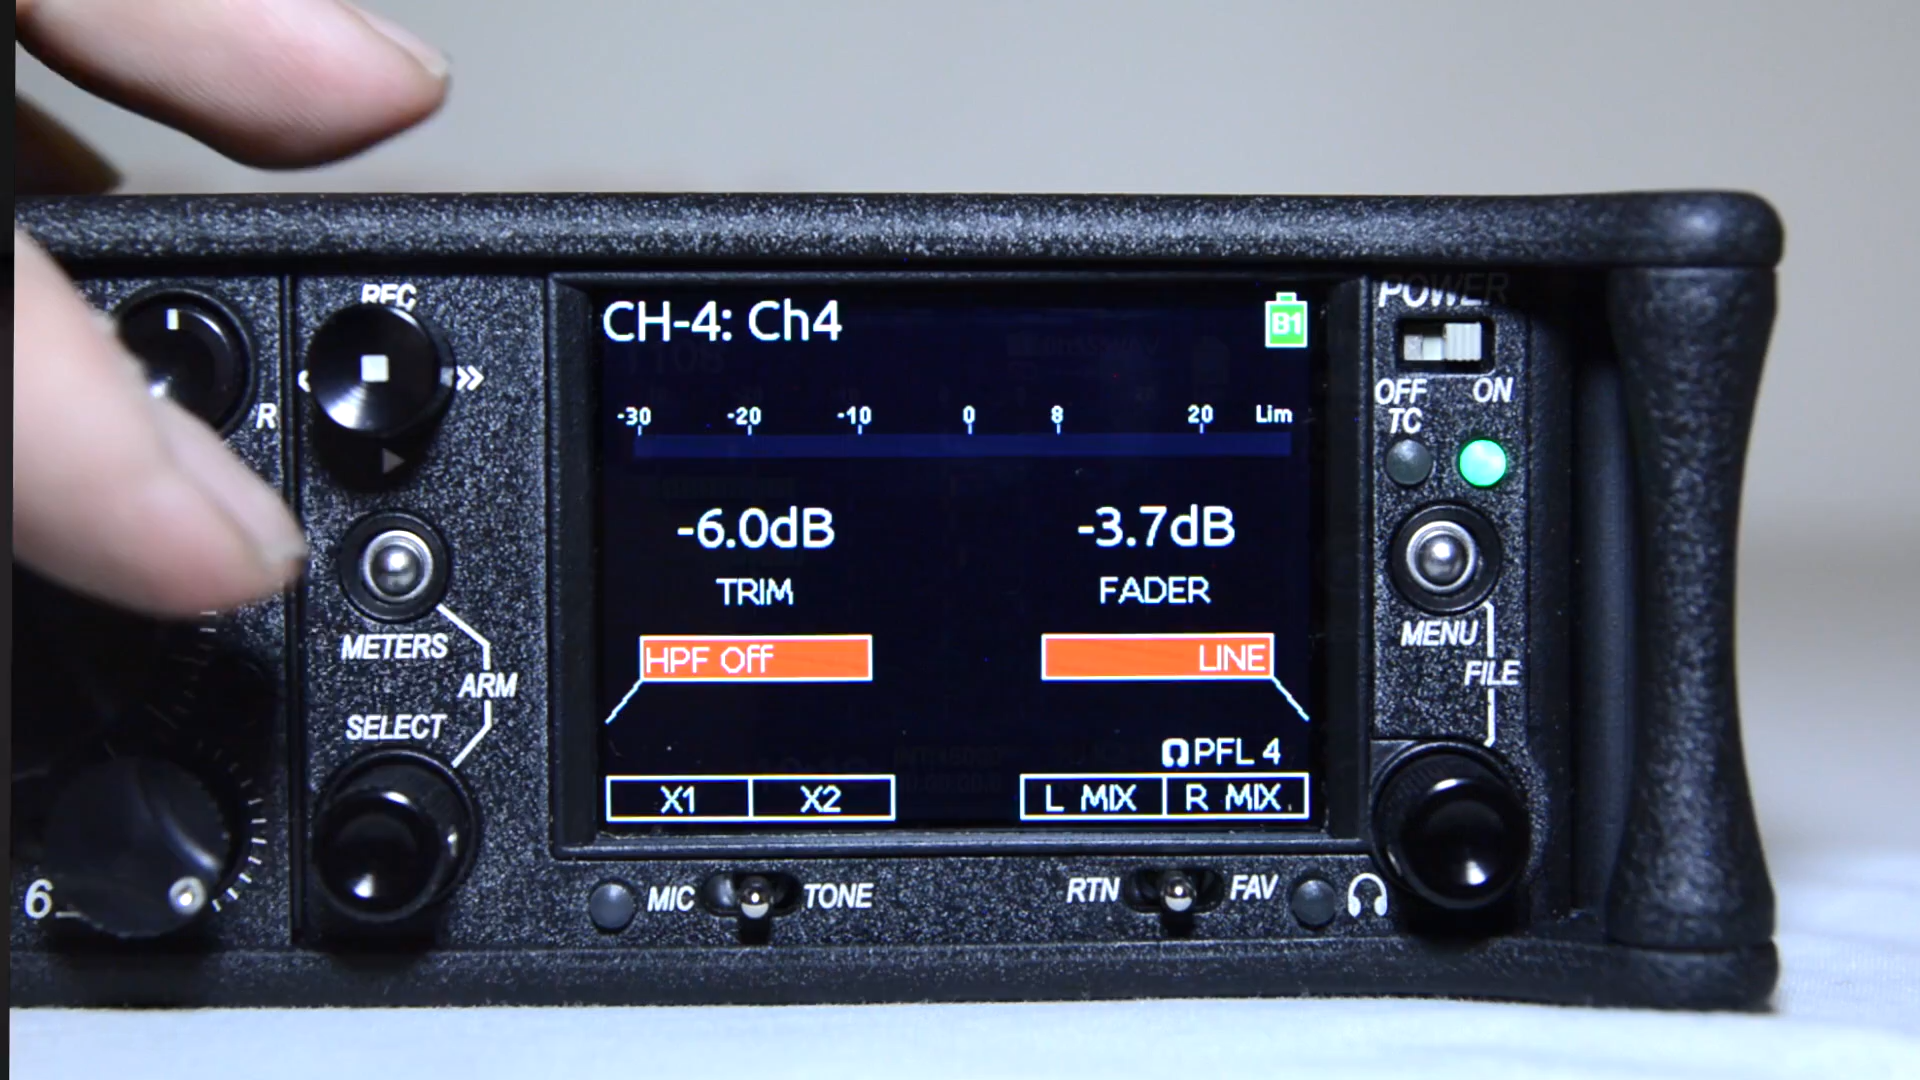 REC
POWER
CH-4: Ch4
B1
OFF ON
TC
R
-30 -20 -10 0 8 20 Lim
-6.0dB -3.7dB
TRIM FADER
METERS
MENU
HPF Off LINE
ARM
FILE
SELECT
PFL 4
X1 X2 L MIX R MIX
6
MIC TONE RTN FAV